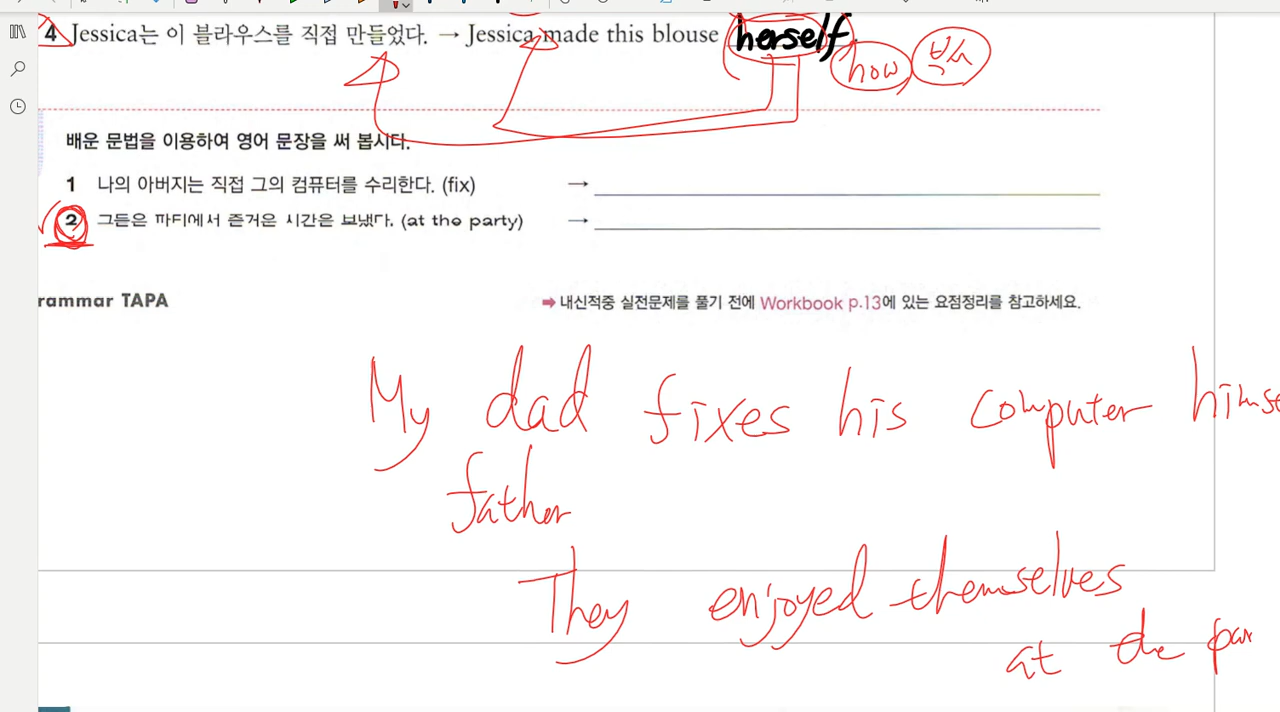 4 Jessica는 이 블라우스를 직접 만들었다. → Jessica made this blouse herself
how
배운 문법을 이용하여 영어 문장을 써 봅시다.
1 나의 아버지는 직접 그의 컴퓨터를 수리한다. (fix) →
2 그들은 파티에서 즐거운 시간을 보냈다. (at the party) →
rammar TAPA
➡ 내신적중 실전문제를 풀기 전에 Workbook p.13에 있는 요점정리를 참고하세요.
My dad fixes his computer himse
father
They enjoyed themselves
at the par